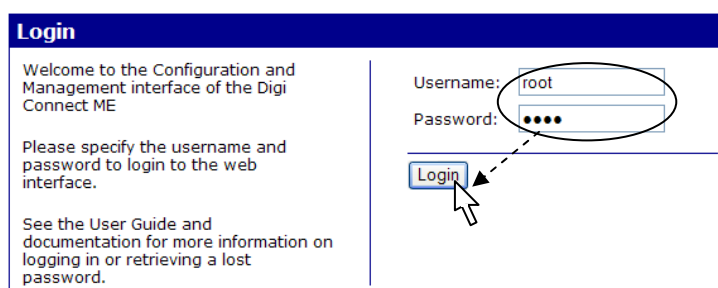 Login
Welcome to the Configuration and
Management interface of the Digi
Connect ME
Please specify the username and
password to login to the web
interface.
See the User Guide and
documentation for more information on
logging in or retrieving a lost
password.
Username: root
Password: ●●●●
Login